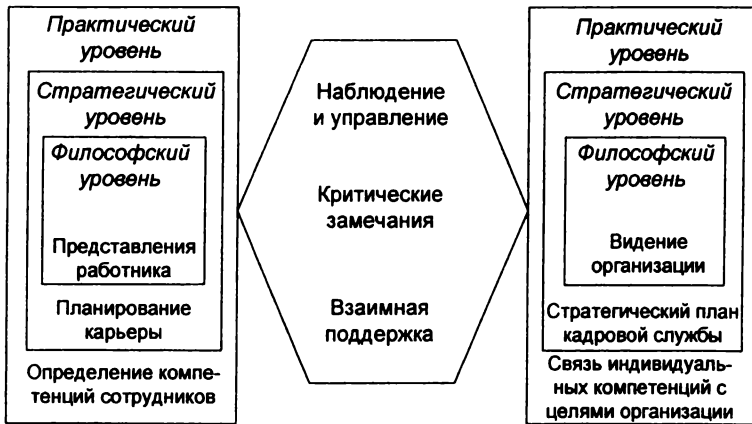 Практический
уровень
Стратегический
уровень
Философский
уровень
Представления
работника
Планирование
карьеры
Определение компе-
тенций сотрудников
Наблюдение
и управление
Критические
замечания
Взаимная
поддержка
Практический
уровень
Стратегический
уровень
Философский
уровень
Видение
организации
Стратегический план
кадровой службы
Связь индивидуаль-
ных компетенций с
целями организации